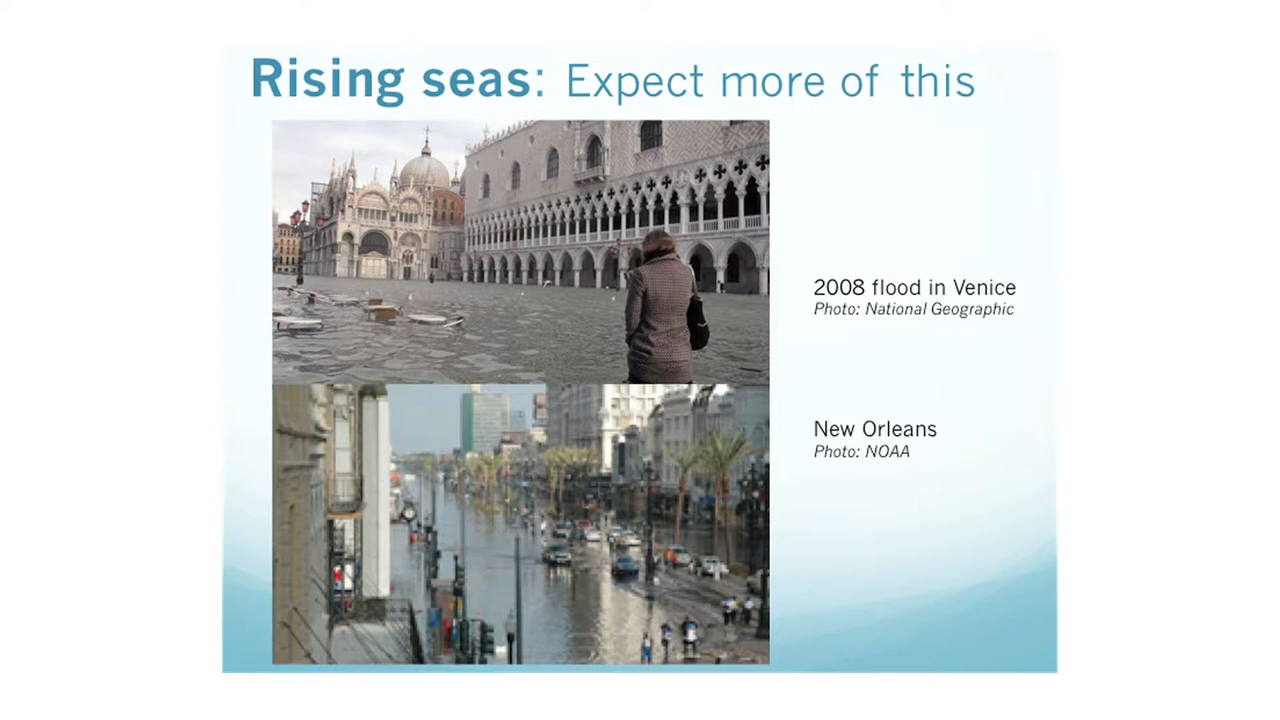 Rising seas: Expect more of this
2008 flood in Venice
Photo: National Geographic
New Orleans
Photo: NOAA